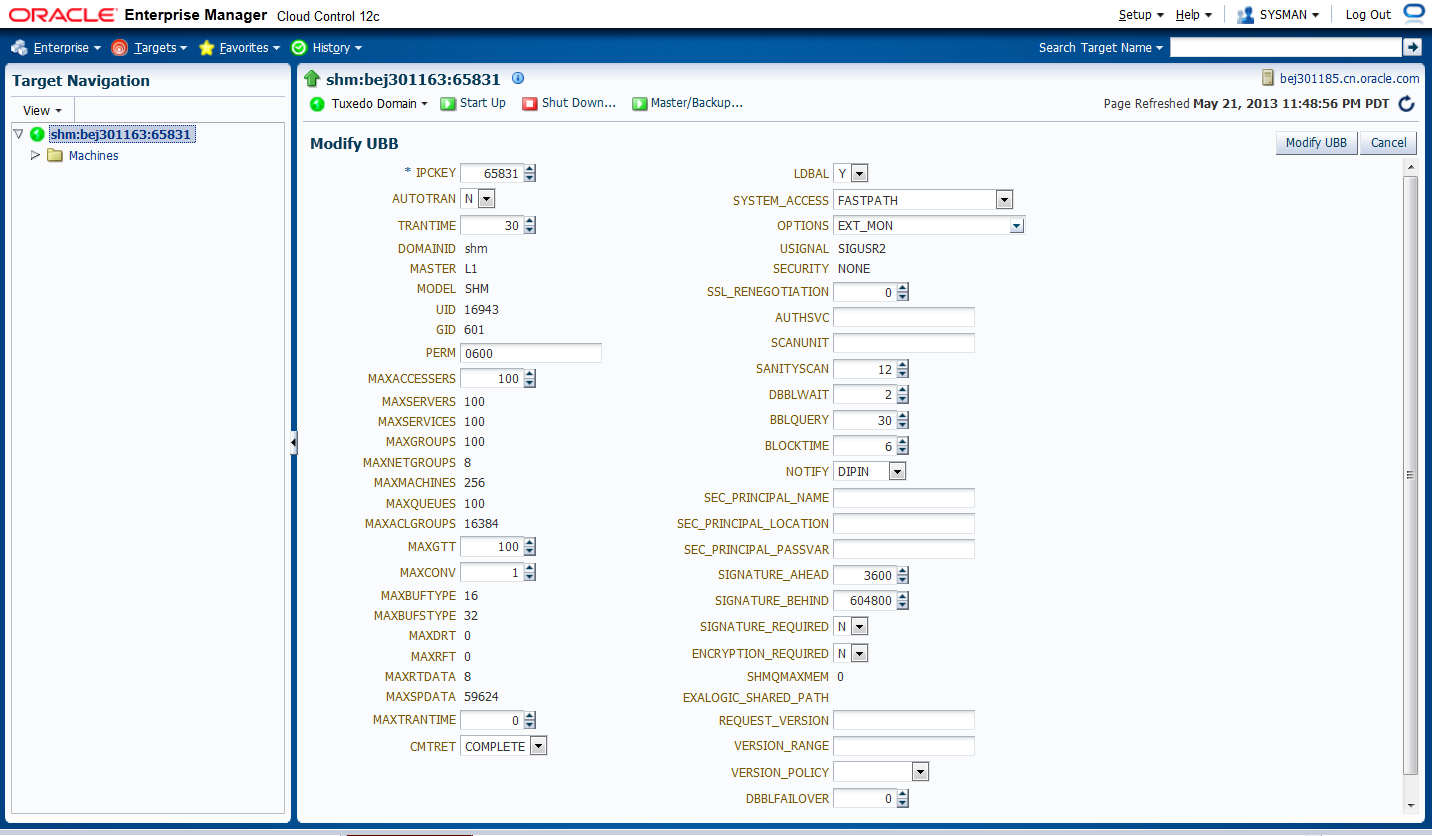 ORACLE Enterprise Manager Cloud Control 12c
Setup Help SYSMAN Log Out
Enterprise Targets Favorites History
Search Target Name
Target Navigation
View
shm:bej301163:65831
Machines
shm:bej301163:65831
bej301185.cn.oracle.com
Tuxedo Domain Start Up Shut Down... Master/Backup...
Page Refreshed May 21, 2013 11:48:56 PM PDT
Modify UBB
Modify UBB Cancel
* IPCKEY 65831
AUTOTRAN N
TRANTIME 30
DOMAINID shm
MASTER L1
MODEL SHM
UID 16943
GID 601
PERM 0600
MAXACCESSERS 100
MAXSERVERS 100
MAXSERVICES 100
MAXGROUPS 100
MAXNETGROUPS 8
MAXMACHINES 256
MAXQUEUES 100
MAXACLGROUPS 16384
MAXGTT 100
MAXCONV 1
MAXBUFTYPE 16
MAXBUFSTYPE 32
MAXDRT 0
MAXRFT 0
MAXRTDATA 8
MAXSPDATA 59624
MAXTRANTIME 0
CMTRET COMPLETE
LDBAL Y
SYSTEM_ACCESS FASTPATH
OPTIONS EXT_MON
USIGNAL SIGUSR2
SECURITY NONE
SSL_RENEGOTIATION 0
AUTHSVC
SCANUNIT
SANITYSCAN 12
DBBLWAIT 2
BBLQUERY 30
BLOCKTIME 6
NOTIFY DIPIN
SEC_PRINCIPAL_NAME
SEC_PRINCIPAL_LOCATION
SEC_PRINCIPAL_PASSVAR
SIGNATURE_AHEAD 3600
SIGNATURE_BEHIND 604800
SIGNATURE_REQUIRED N
ENCRYPTION_REQUIRED N
SHMQMAXMEM 0
EXALOGIC_SHARED_PATH
REQUEST_VERSION
VERSION_RANGE
VERSION_POLICY
DBBLFAILOVER 0